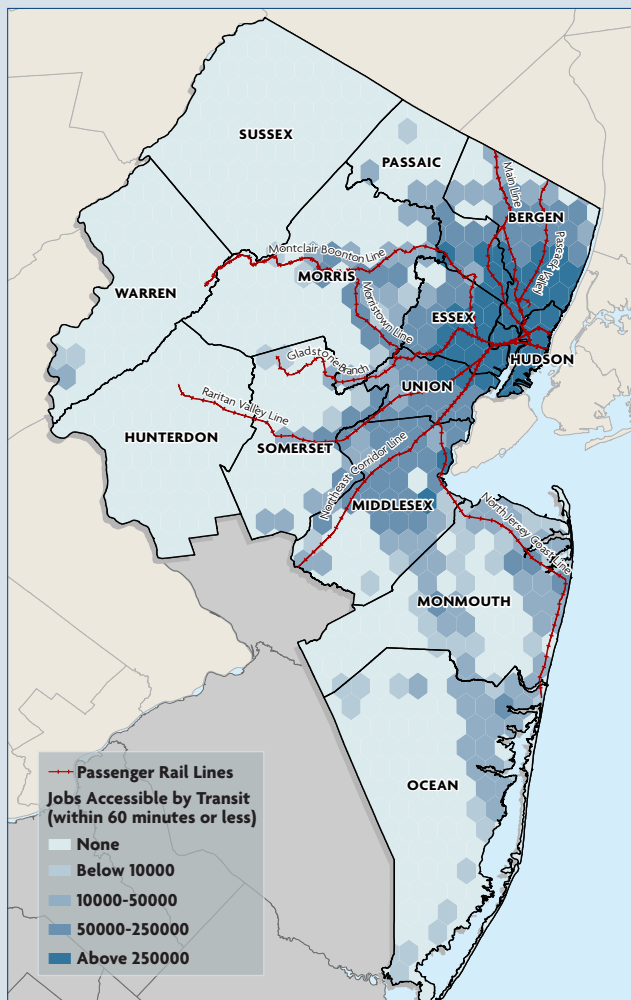 SUSSEX
PASSAIC
Main Line
BERGEN
Pascack Valley
Montclair Boonton Line
MORRIS
WARREN
Morristown Line
ESSEX
HUDSON
Gladstone Branch
UNION
Raritan Valley Line
HUNTERDON
SOMERSET
Northeast Corridor Line
MIDDLESEX
North Jersey Coast Line
MONMOUTH
OCEAN
Passenger Rail Lines
Jobs Accessible by Transit
(within 60 minutes or less)
None
Below 10000
10000-50000
50000-250000
Above 250000